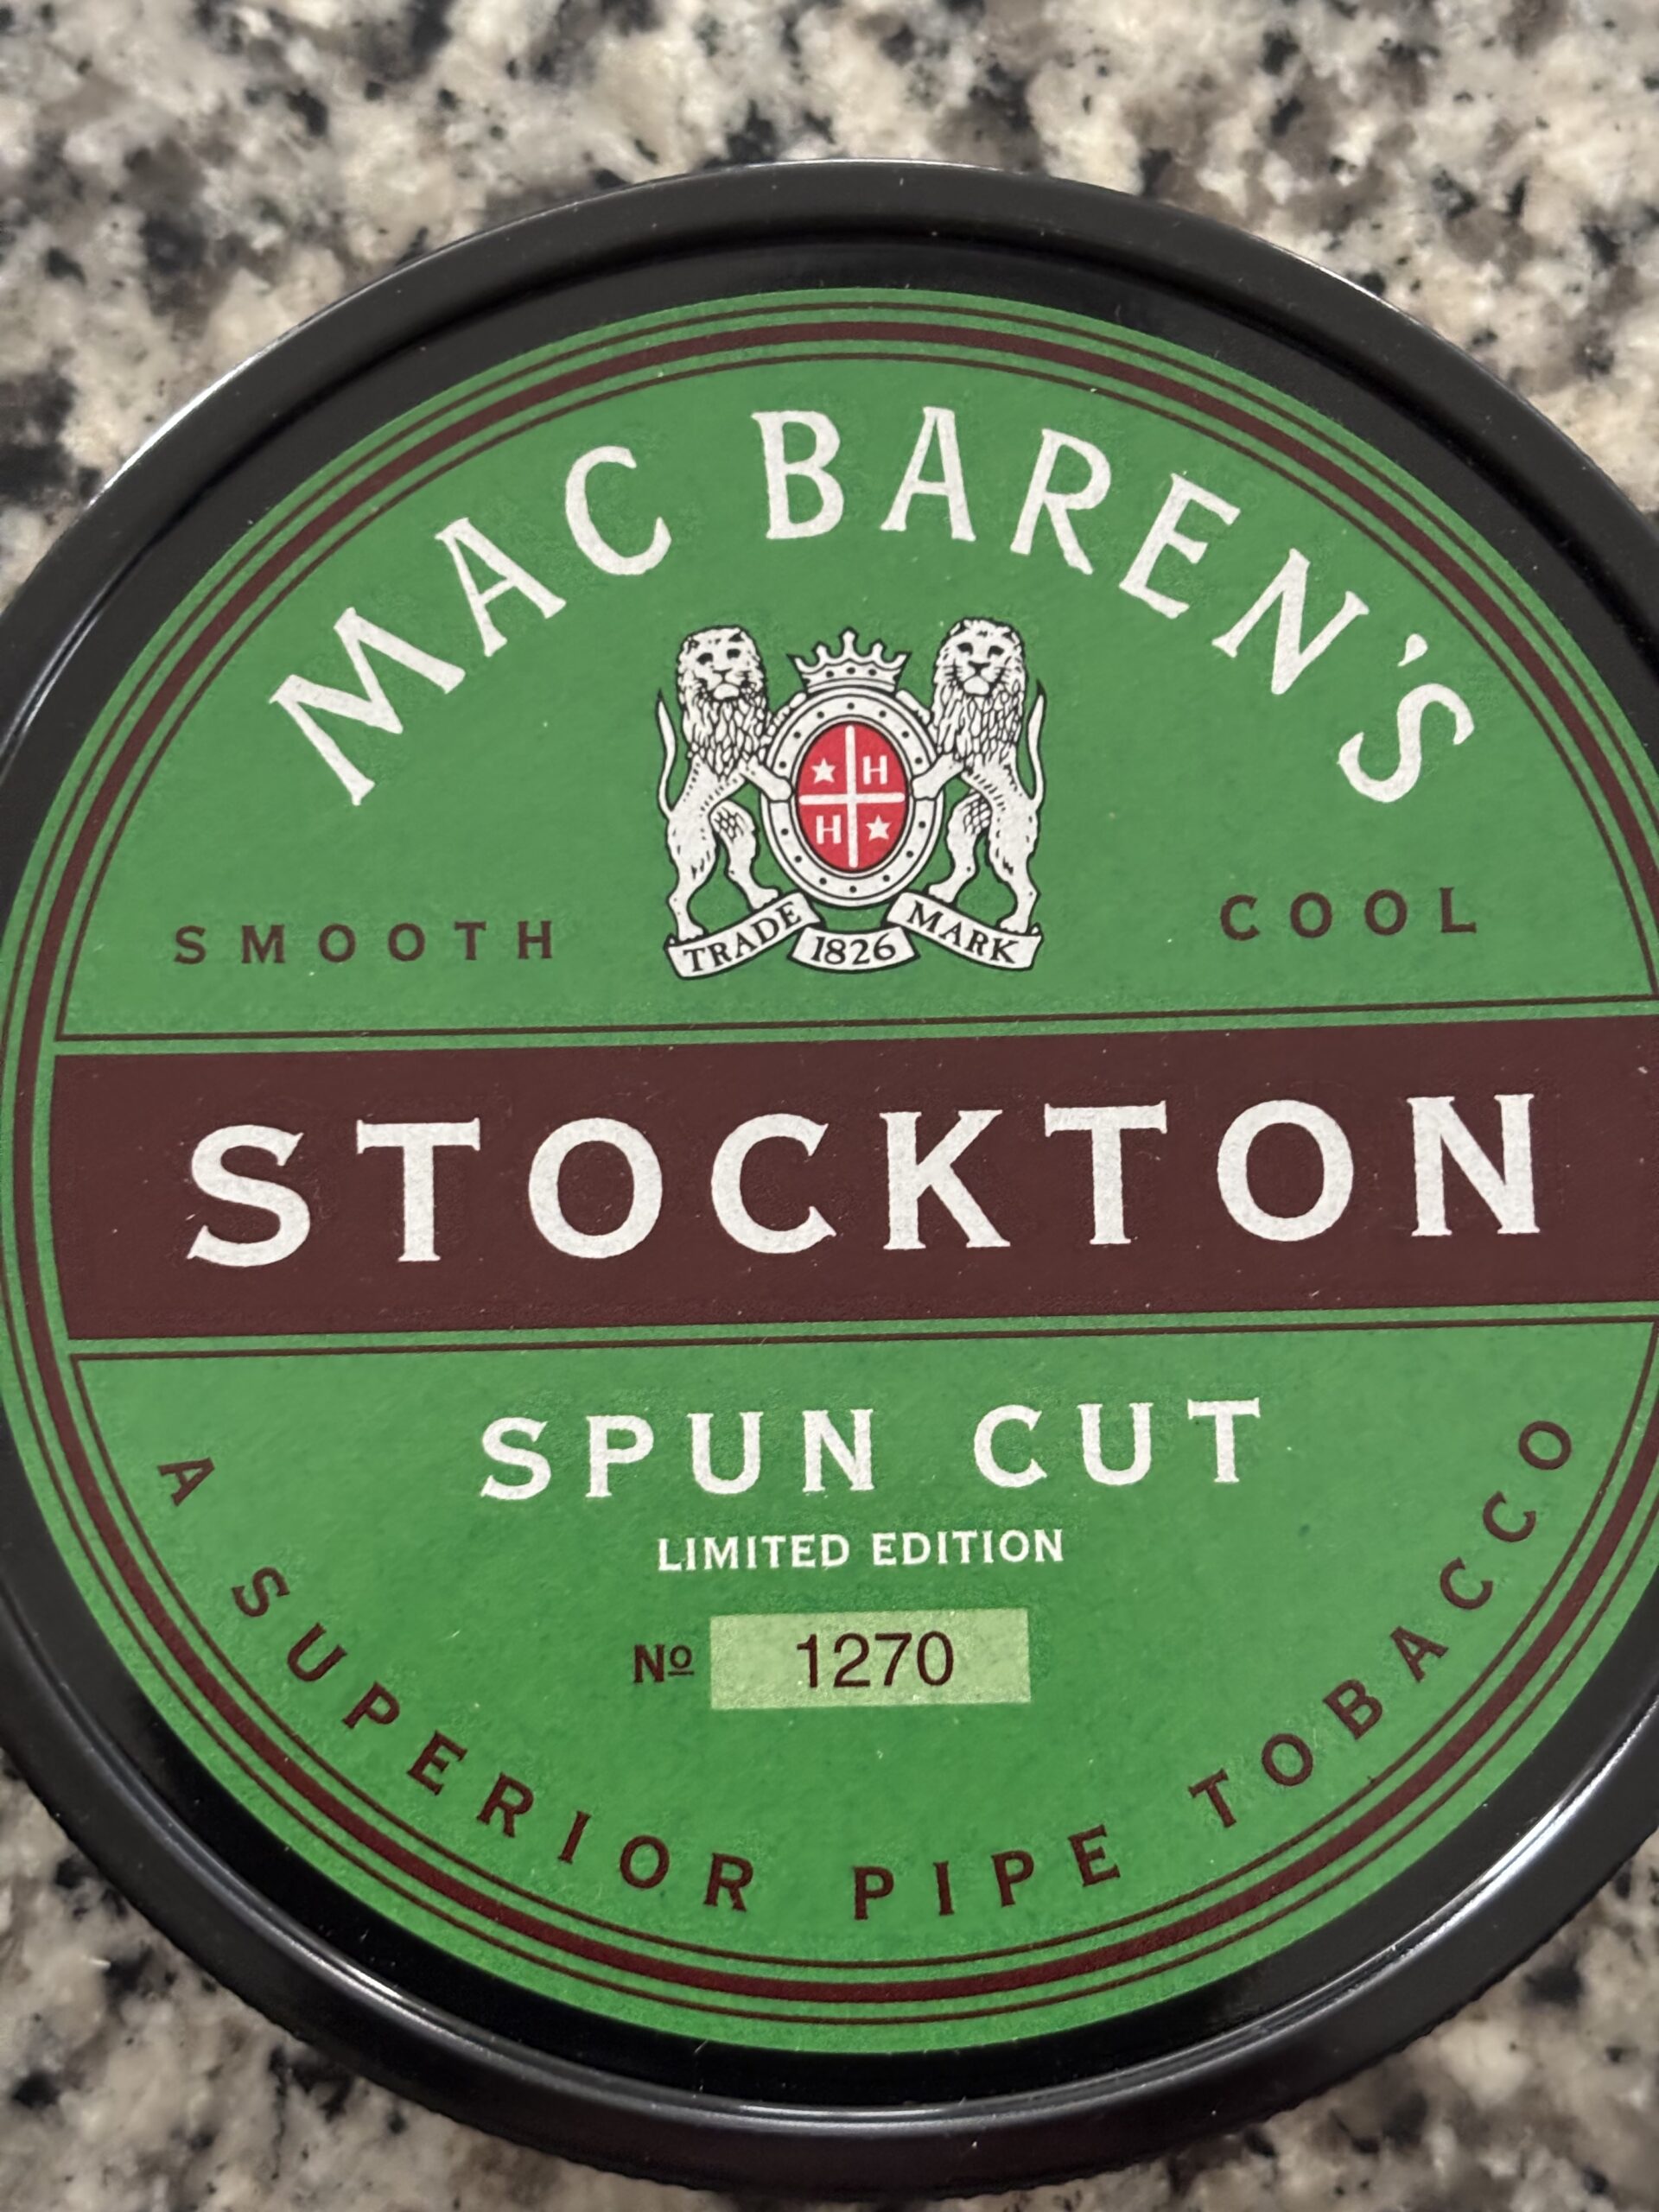 MAC BAREN'S
★ H
H ★
TRADE 1826 MARK
SMOOTH COOL
STOCKTON
SPUN CUT
LIMITED EDITION
Nº 1270
A SUPERIOR PIPE TOBACCO